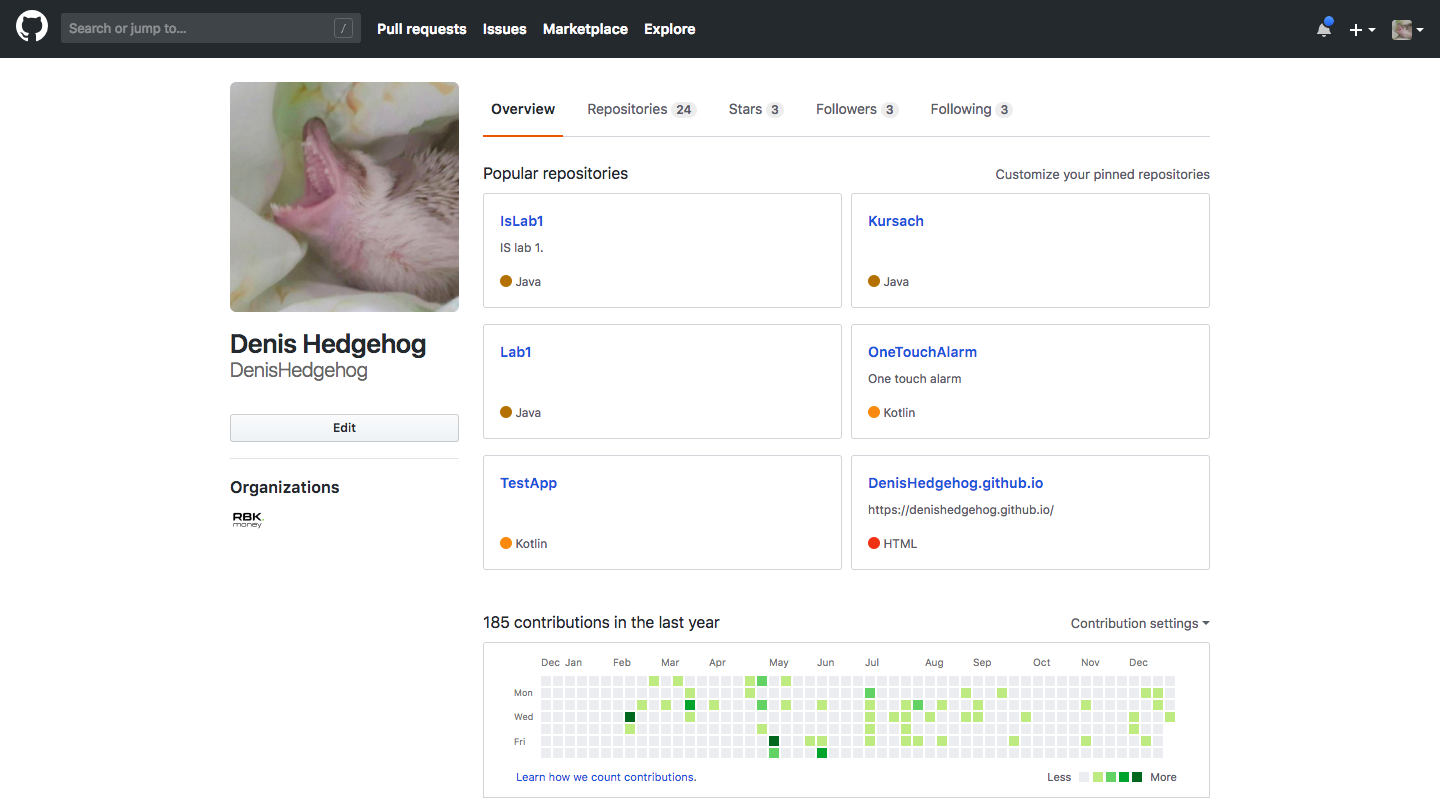 Search or jump to... /
Pull requests Issues Marketplace Explore
Overview Repositories 24 Stars 3 Followers 3 Following 3
Denis Hedgehog
DenisHedgehog
Edit
Organizations
RBK.
money
Popular repositories Customize your pinned repositories
IsLab1
IS lab 1.
Java
Kursach
Java
Lab1
Java
OneTouchAlarm
One touch alarm
Kotlin
TestApp
Kotlin
DenisHedgehog.github.io
https://denishedgehog.github.io/
HTML
185 contributions in the last year Contribution settings
Dec Jan Feb Mar Apr May Jun Jul Aug Sep Oct Nov Dec
Mon
Wed
Fri
Learn how we count contributions. Less More